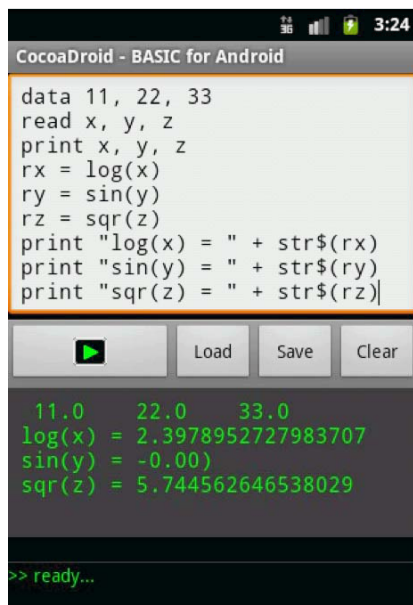 3G 3:24
CocoaDroid - BASIC for Android
data 11, 22, 33
read x, y, z
print x, y, z
rx = log(x)
ry = sin(y)
rz = sqr(z)
print "log(x) = " + str$(rx)
print "sin(y) = " + str$(ry)
print "sqr(z) = " + str$(rz)
Load Save Clear
11.0 22.0 33.0
log(x) = 2.3978952727983707
sin(y) = -0.00)
sqr(z) = 5.744562646538029
>> ready...